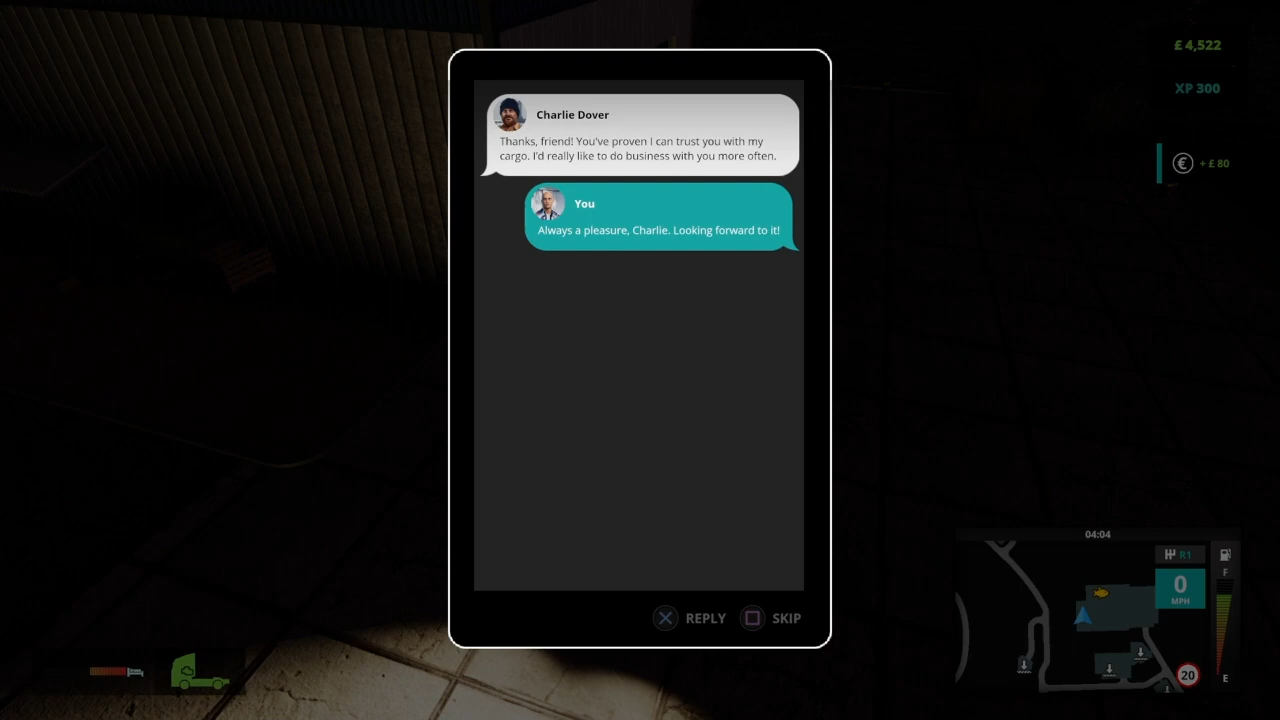 £ 4,522
XP 300
+ £ 80
Charlie Dover
Thanks, friend! You've proven I can trust you with my
cargo. I'd really like to do business with you more often.
You
Always a pleasure, Charlie. Looking forward to it!
REPLY
SKIP
04:04
R1
F
0
MPH
20
E